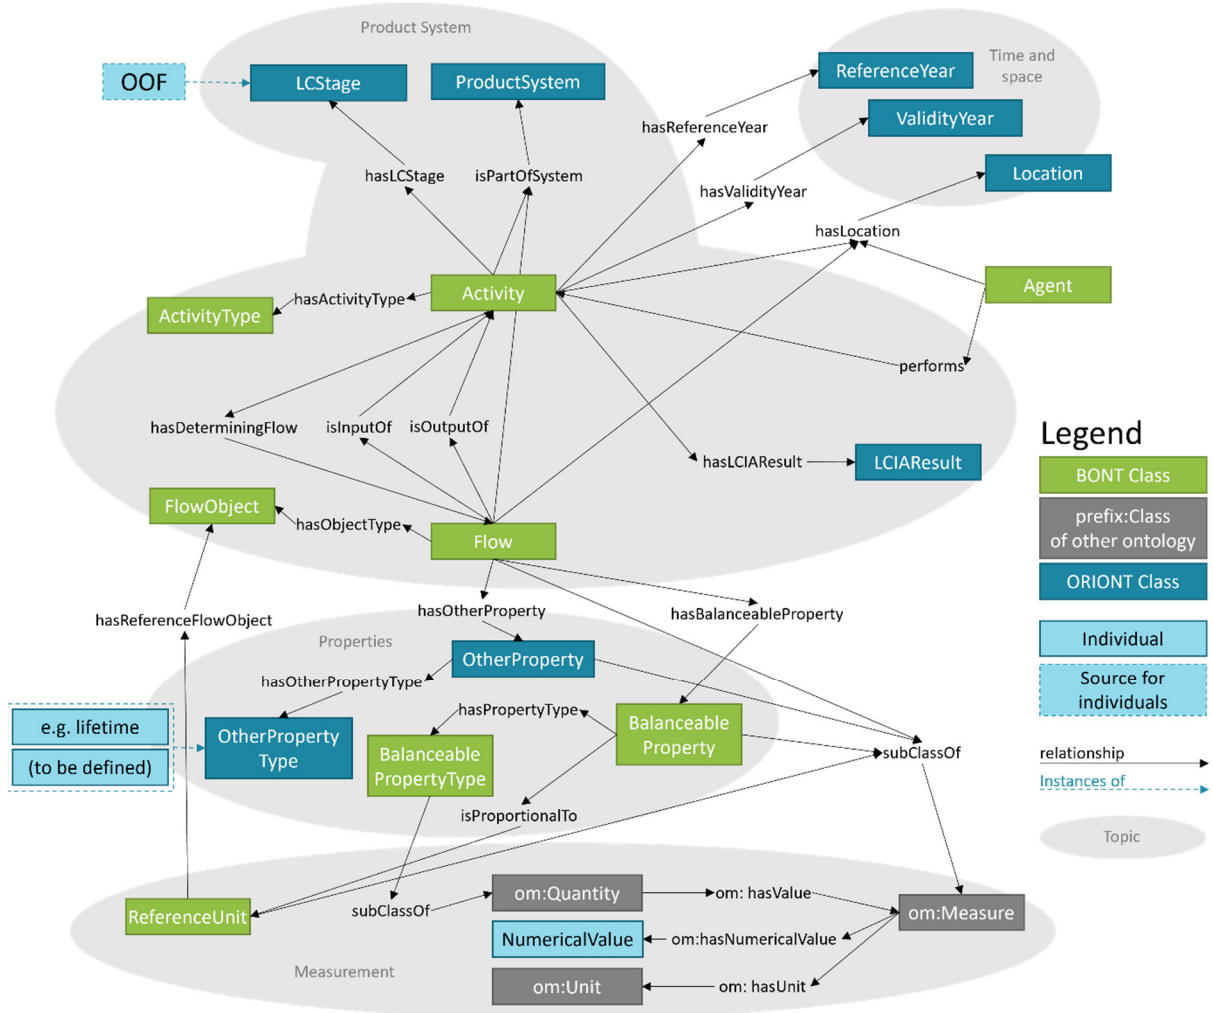 Product System
Time and
space
OOF
LCStage
ProductSystem
ReferenceYear
ValidityYear
hasReferenceYear
hasLCStage
isPartOfSystem
hasValidityYear
Location
hasLocation
Activity
Agent
hasActivityType
ActivityType
performs
hasDeterminingFlow
isInputOf
isOutputOf
hasLCIAResult
LCIAResult
FlowObject
hasObjectType
Flow
hasReferenceFlowObject
hasOtherProperty
hasBalanceableProperty
Properties
OtherProperty
hasOtherPropertyType
hasPropertyType
e.g. lifetime
(to be defined)
OtherProperty
Type
Balanceable
PropertyType
Balanceable
Property
subClassOf
isProportionalTo
ReferenceUnit
subClassOf
om:Quantity
om: hasValue
om:Measure
NumericalValue
om:hasNumericalValue
Measurement
om:Unit
om: hasUnit
Legend
BONT Class
prefix:Class
of other ontology
ORIONT Class
Individual
Source for
individuals
relationship
Instances of
Topic